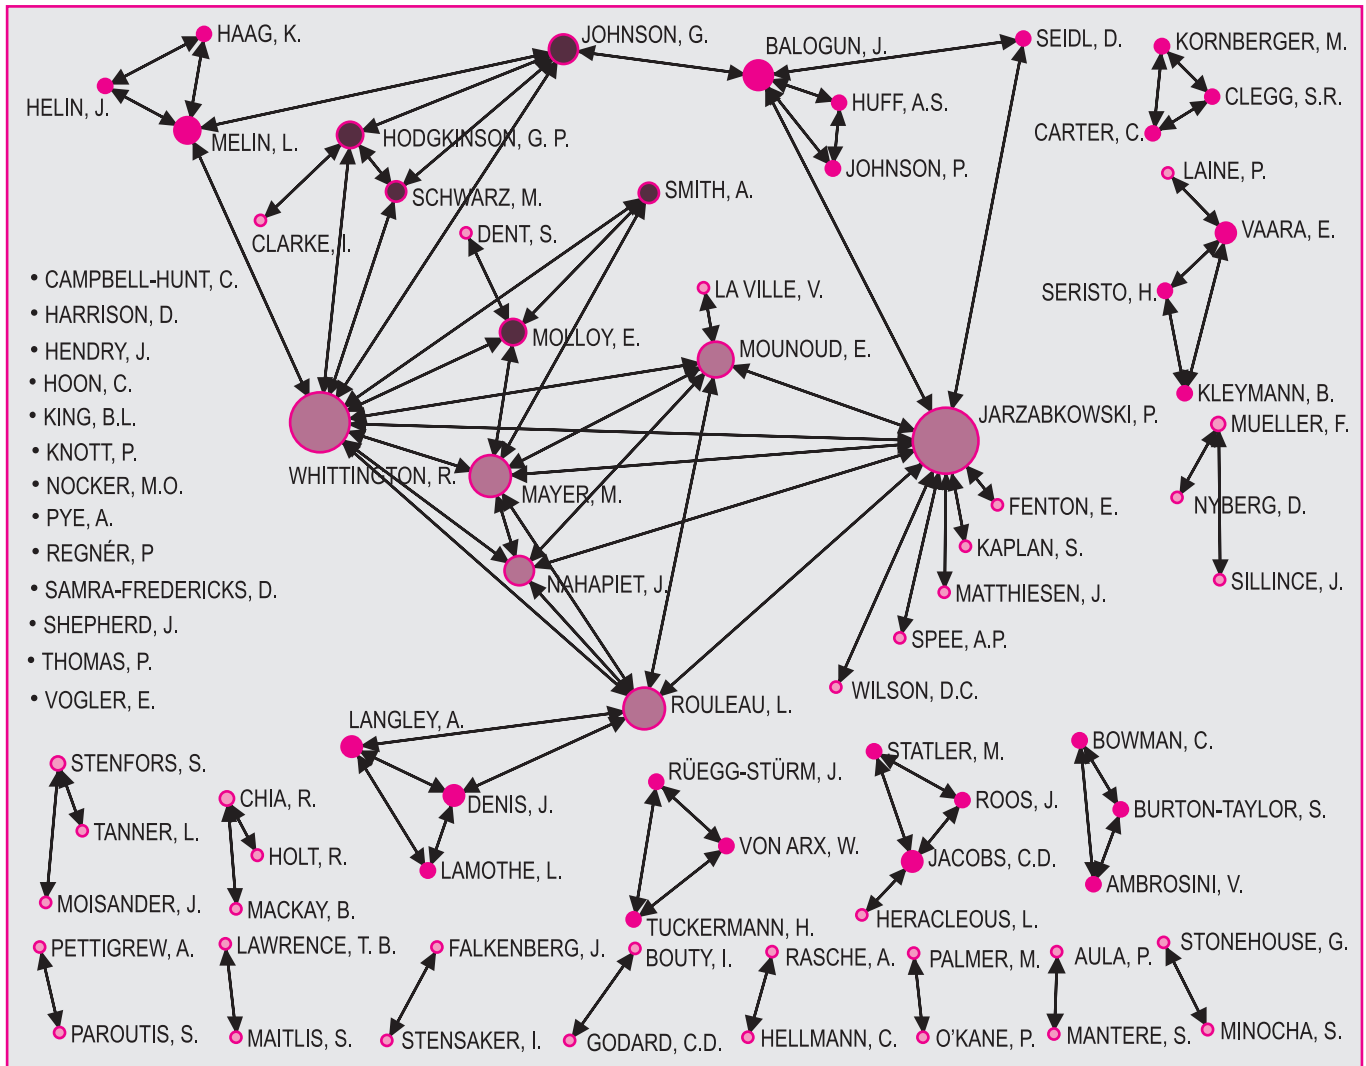 HAAG, K.
JOHNSON, G.
BALOGUN, J.
SEIDL, D.
KORNBERGER, M.
HELIN, J.
HUFF, A.S.
CLEGG, S.R.
MELIN, L.
HODGKINSON, G. P.
CARTER, C.
JOHNSON, P.
LAINE, P.
SCHWARZ, M.
SMITH, A.
CLARKE, I.
DENT, S.
VAARA, E.
• CAMPBELL-HUNT, C.
• HARRISON, D.
• HENDRY, J.
• HOON, C.
• KING, B.L.
• KNOTT, P.
• NOCKER, M.O.
• PYE, A.
• REGNÉR, P
• SAMRA-FREDERICKS, D.
• SHEPHERD, J.
• THOMAS, P.
• VOGLER, E.
LA VILLE, V.
SERISTO, H.
MOLLOY, E.
MOUNOUD, E.
KLEYMANN, B.
JARZABKOWSKI, P.
MUELLER, F.
WHITTINGTON, R.
MAYER, M.
FENTON, E.
NYBERG, D.
KAPLAN, S.
NAHAPIET, J.
MATTHIESEN, J.
SILLINCE, J.
SPEE, A.P.
WILSON, D.C.
ROULEAU, L.
LANGLEY, A.
STENFORS, S.
RÜEGG-STÜRM, J.
STATLER, M.
BOWMAN, C.
CHIA, R.
DENIS, J.
ROOS, J.
BURTON-TAYLOR, S.
TANNER, L.
HOLT, R.
VON ARX, W.
JACOBS, C.D.
LAMOTHE, L.
AMBROSINI, V.
MOISANDER, J.
MACKAY, B.
TUCKERMANN, H.
HERACLEOUS, L.
PETTIGREW, A.
LAWRENCE, T. B.
FALKENBERG, J.
BOUTY, I.
RASCHE, A.
PALMER, M.
AULA, P.
STONEHOUSE, G.
PAROUTIS, S.
MAITLIS, S.
STENSAKER, I.
GODARD, C.D.
HELLMANN, C.
O'KANE, P.
MANTERE, S.
MINOCHA, S.